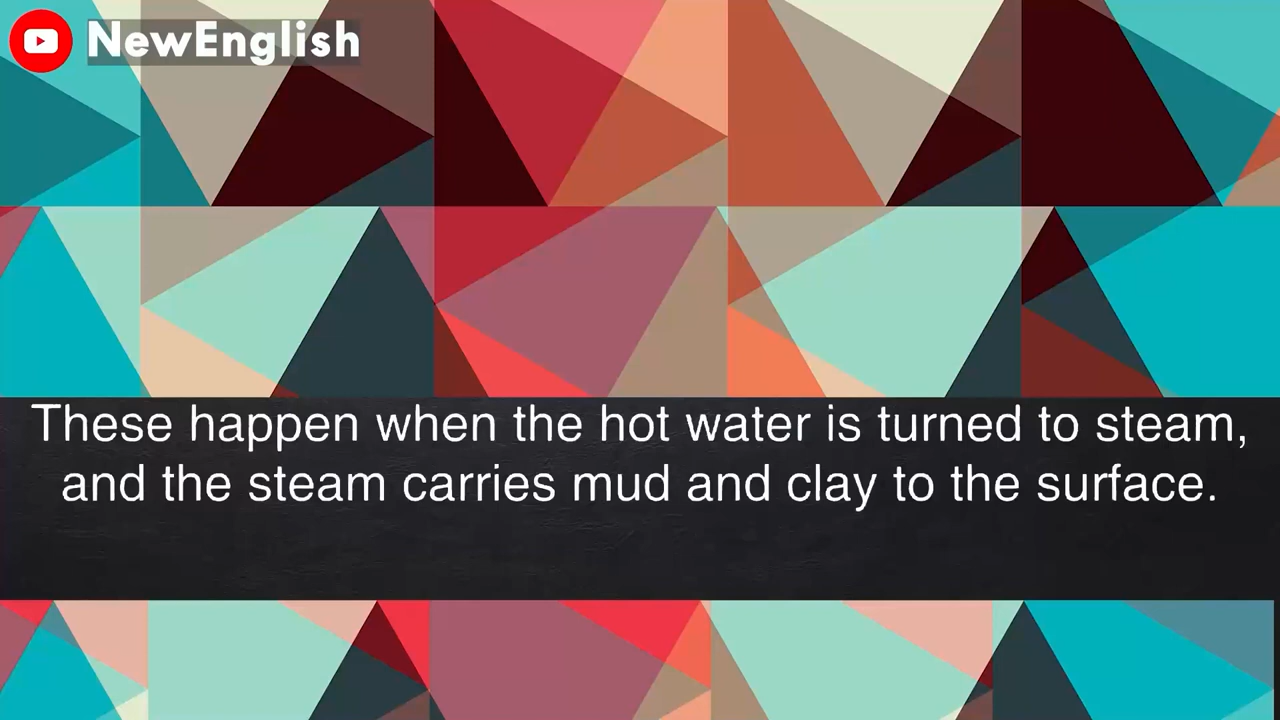 NewEnglish
These happen when the hot water is turned to steam,
and the steam carries mud and clay to the surface.